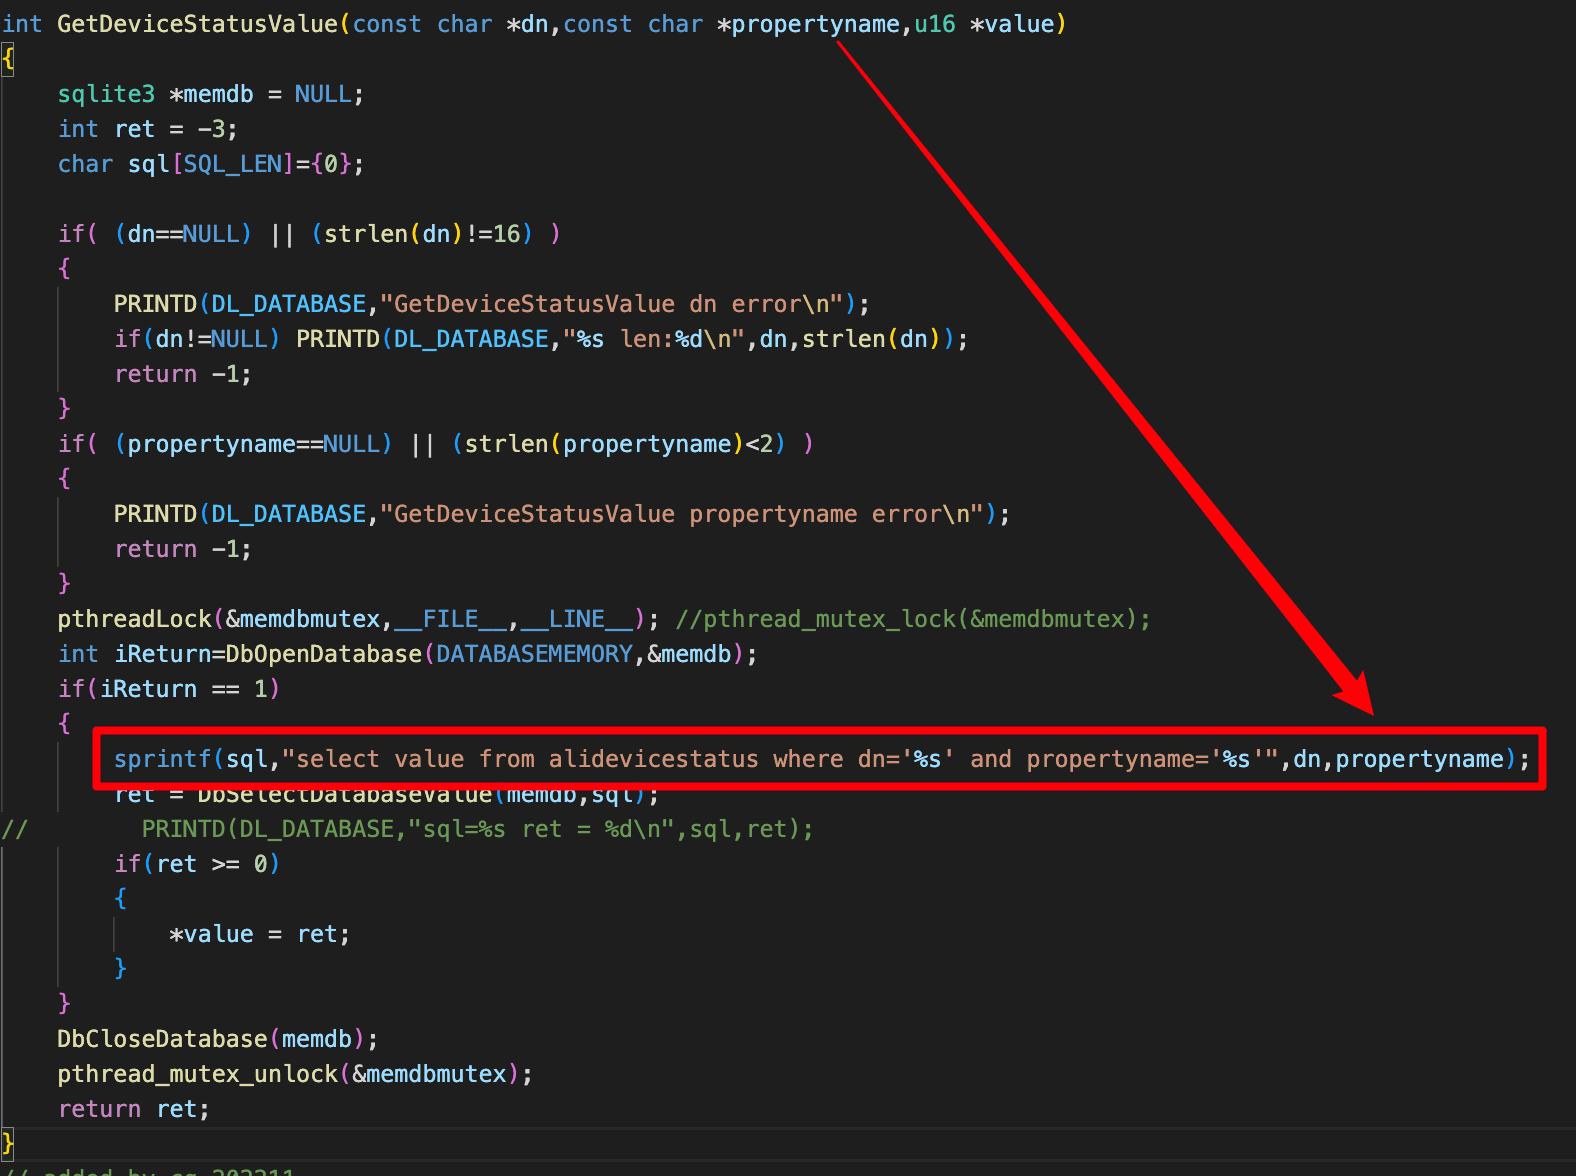 int GetDeviceStatusValue(const char *dn,const char *propertyname,u16 *value)
{
    sqlite3 *memdb = NULL;
    int ret = -3;
    char sql[SQL_LEN]={0};
    if( (dn==NULL) || (strlen(dn)!=16) )
    {
        PRINTD(DL_DATABASE,"GetDeviceStatusValue dn error\n");
        if(dn!=NULL) PRINTD(DL_DATABASE,"%s len:%d\n",dn,strlen(dn));
        return -1;
    }
    if( (propertyname==NULL) || (strlen(propertyname)<2) )
    {
        PRINTD(DL_DATABASE,"GetDeviceStatusValue propertyname error\n");
        return -1;
    }
    pthreadLock(&memdbmutex,__FILE__,__LINE__); //pthread_mutex_lock(&memdbmutex);
    int iReturn=DbOpenDatabase(DATABASEMEMORY,&memdb);
    if(iReturn == 1)
    {
        sprintf(sql,"select value from alidevicestatus where dn='%s' and propertyname='%s'",dn,propertyname);
        ret = DbSelectDatabaseValue(memdb,sql);
//        PRINTD(DL_DATABASE,"sql=%s ret = %d\n",sql,ret);
        if(ret >= 0)
        {
            *value = ret;
        }
    }
    DbCloseDatabase(memdb);
    pthread_mutex_unlock(&memdbmutex);
    return ret;
}
// added by cq 202211